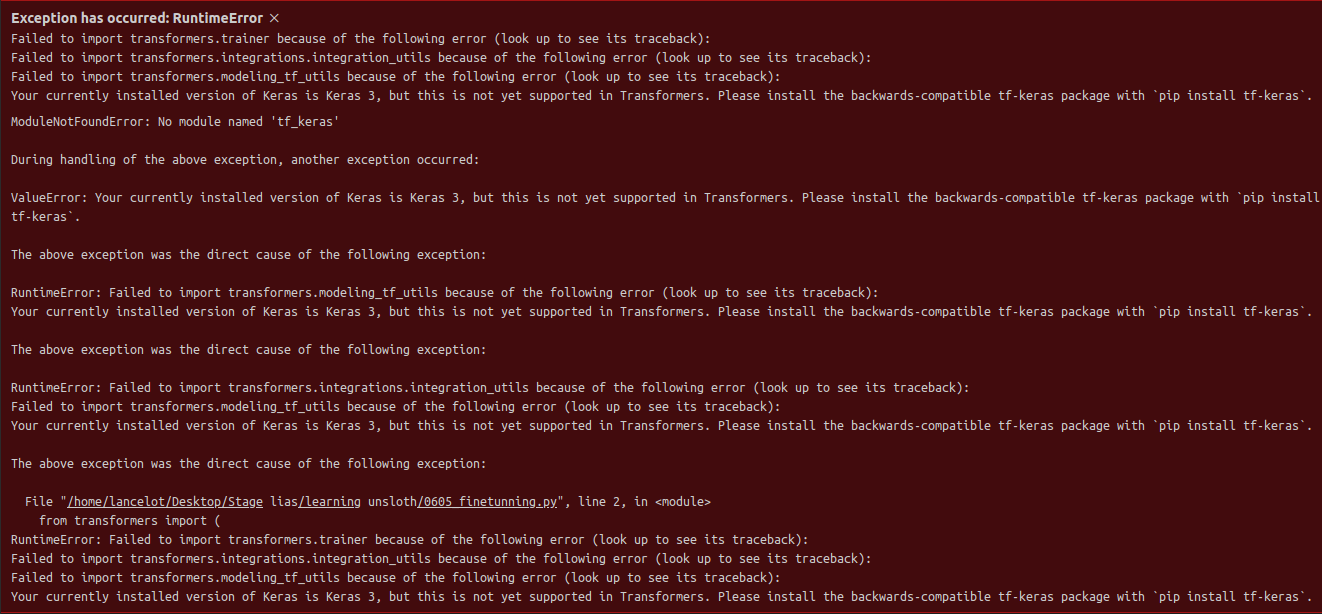 Exception has occurred: RuntimeError ×
Failed to import transformers.trainer because of the following error (look up to see its traceback):
Failed to import transformers.integrations.integration_utils because of the following error (look up to see its traceback):
Failed to import transformers.modeling_tf_utils because of the following error (look up to see its traceback):
Your currently installed version of Keras is Keras 3, but this is not yet supported in Transformers. Please install the backwards-compatible tf-keras package with `pip install tf-keras`.
ModuleNotFoundError: No module named 'tf_keras'
During handling of the above exception, another exception occurred:
ValueError: Your currently installed version of Keras is Keras 3, but this is not yet supported in Transformers. Please install the backwards-compatible tf-keras package with `pip install
tf-keras`.
The above exception was the direct cause of the following exception:
RuntimeError: Failed to import transformers.modeling_tf_utils because of the following error (look up to see its traceback):
Your currently installed version of Keras is Keras 3, but this is not yet supported in Transformers. Please install the backwards-compatible tf-keras package with `pip install tf-keras`.
The above exception was the direct cause of the following exception:
RuntimeError: Failed to import transformers.integrations.integration_utils because of the following error (look up to see its traceback):
Failed to import transformers.modeling_tf_utils because of the following error (look up to see its traceback):
Your currently installed version of Keras is Keras 3, but this is not yet supported in Transformers. Please install the backwards-compatible tf-keras package with `pip install tf-keras`.
The above exception was the direct cause of the following exception:
File "/home/lancelot/Desktop/Stage lias/learning unsloth/0605_finetunning.py", line 2, in <module>
from transformers import (
RuntimeError: Failed to import transformers.trainer because of the following error (look up to see its traceback):
Failed to import transformers.integrations.integration_utils because of the following error (look up to see its traceback):
Failed to import transformers.modeling_tf_utils because of the following error (look up to see its traceback):
Your currently installed version of Keras is Keras 3, but this is not yet supported in Transformers. Please install the backwards-compatible tf-keras package with `pip install tf-keras`.